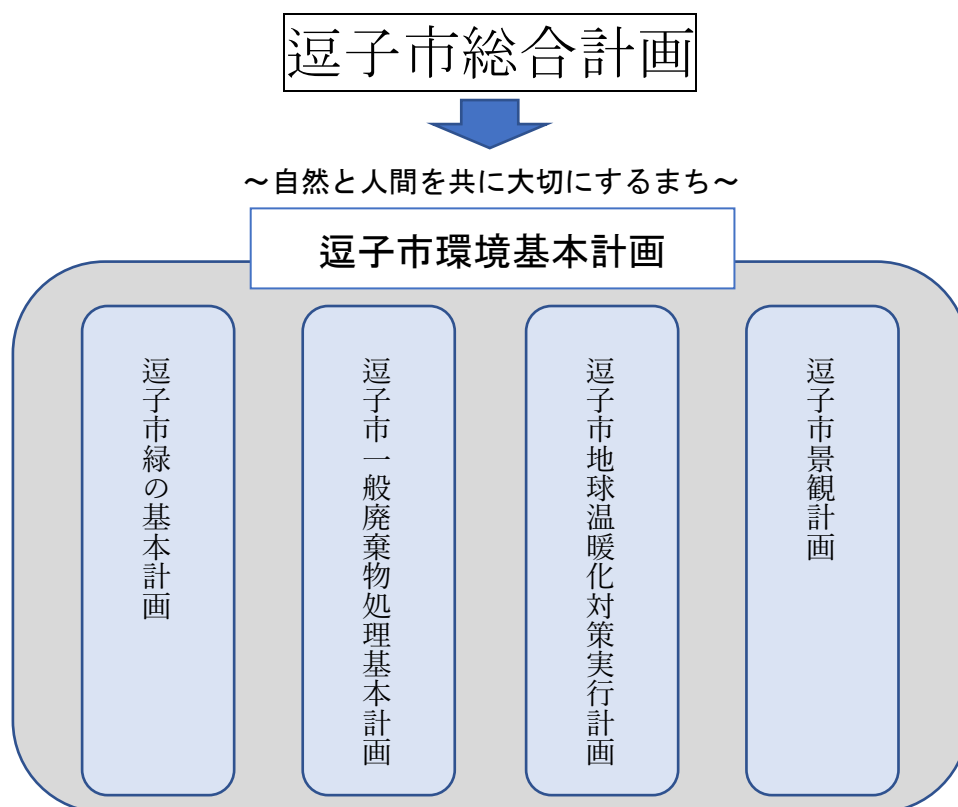 逗子市総合計画
～自然と人間を共に大切にするまち～
逗子市環境基本計画
逗子市緑の基本計画
逗子市一般廃棄物処理基本計画
逗子市地球温暖化対策実行計画
逗子市景観計画